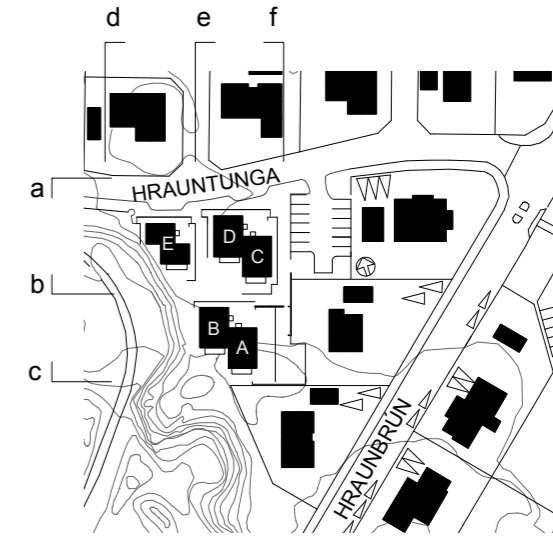 d e f
a
HRAUNTUNGA
E D C
b
B A
c
HRAUNBRÚN